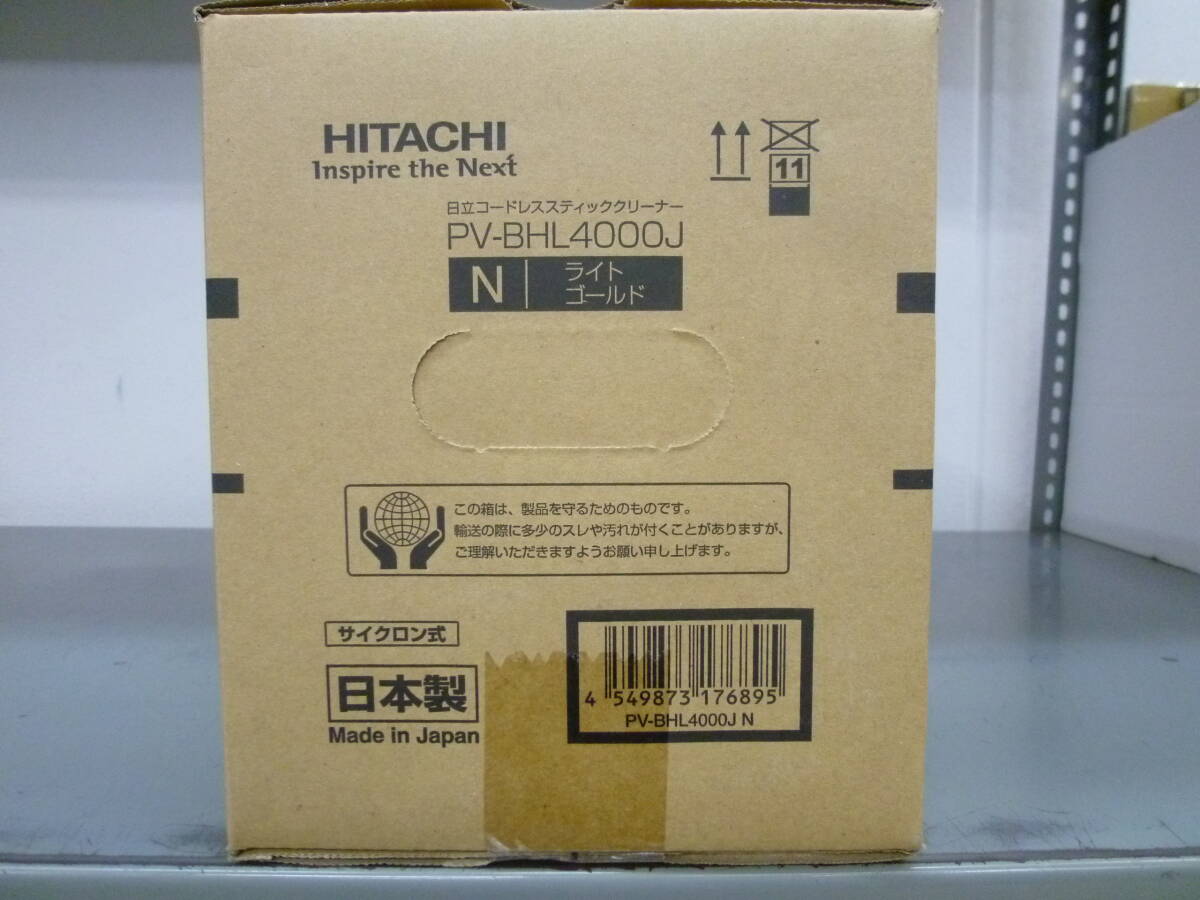 HITACHI
Inspire the Next
11
日立コードレススティッククリーナー
PV-BHL4000J
N ライト
ゴールド
この箱は、製品を守るためのものです。
輸送の際に多少のスレや汚れが付くことがありますが、
ご理解いただきますようお願い申し上げます。
サイクロン式
日本製
Made in Japan
4 549873 176895
PV-BHL4000J N